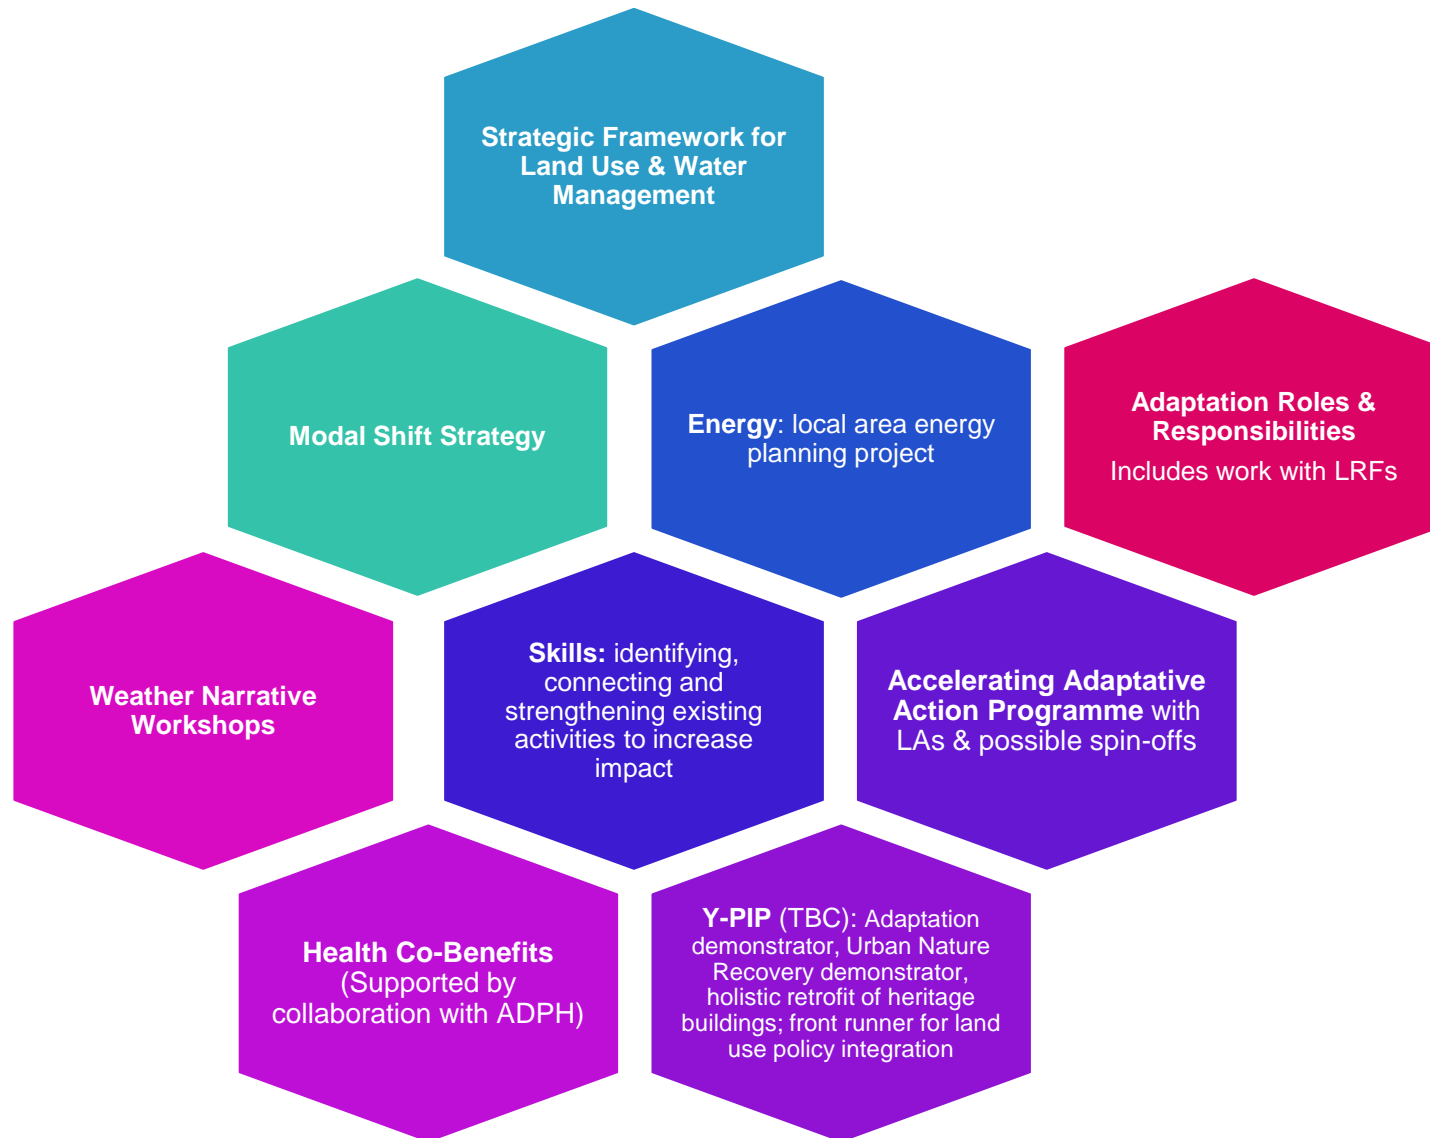 Strategic Framework for
Land Use & Water
Management
Modal Shift Strategy
Energy: local area energy
planning project
Adaptation Roles &
Responsibilities
Includes work with LRFs
Weather Narrative
Workshops
Skills: identifying,
connecting and
strengthening existing
activities to increase
impact
Accelerating Adaptative
Action Programme with
LAs & possible spin-offs
Health Co-Benefits
(Supported by
collaboration with ADPH)
Y-PIP (TBC): Adaptation
demonstrator, Urban Nature
Recovery demonstrator,
holistic retrofit of heritage
buildings; front runner for land
use policy integration